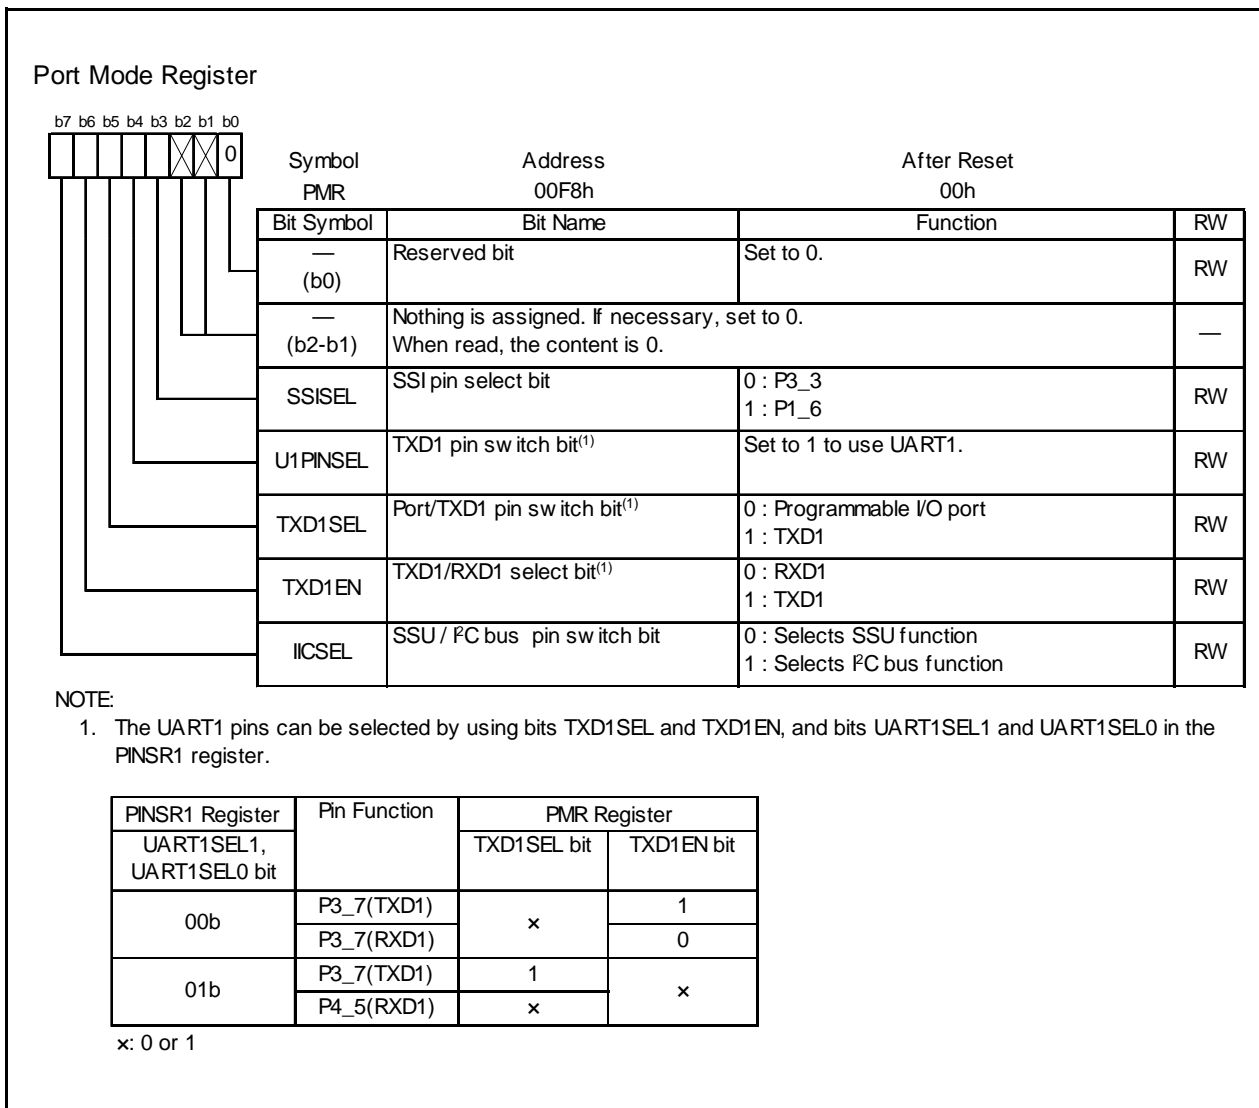 Port Mode Register
b7 b6 b5 b4 b3 b2 b1 b0
0
Symbol Address After Reset
PMR 00F8h 00h
Bit Symbol Bit Name Function RW
— (b0) Reserved bit Set to 0. RW
— (b2-b1) Nothing is assigned. If necessary, set to 0.
When read, the content is 0. —
SSISEL SSI pin select bit 0 : P3_3
1 : P1_6 RW
U1PINSEL TXD1 pin switch bit(1) Set to 1 to use UART1. RW
TXD1SEL Port/TXD1 pin switch bit(1) 0 : Programmable I/O port
1 : TXD1 RW
TXD1EN TXD1/RXD1 select bit(1) 0 : RXD1
1 : TXD1 RW
IICSEL SSU / I²C bus pin switch bit 0 : Selects SSU function
1 : Selects I²C bus function RW
NOTE:
1. The UART1 pins can be selected by using bits TXD1SEL and TXD1EN, and bits UART1SEL1 and UART1SEL0 in the
PINSR1 register.
PINSR1 Register Pin Function PMR Register
UART1SEL1, TXD1SEL bit TXD1EN bit
UART1SEL0 bit
00b P3_7(TXD1) × 1
P3_7(RXD1) 0
01b P3_7(TXD1) 1 ×
P4_5(RXD1) ×
×: 0 or 1